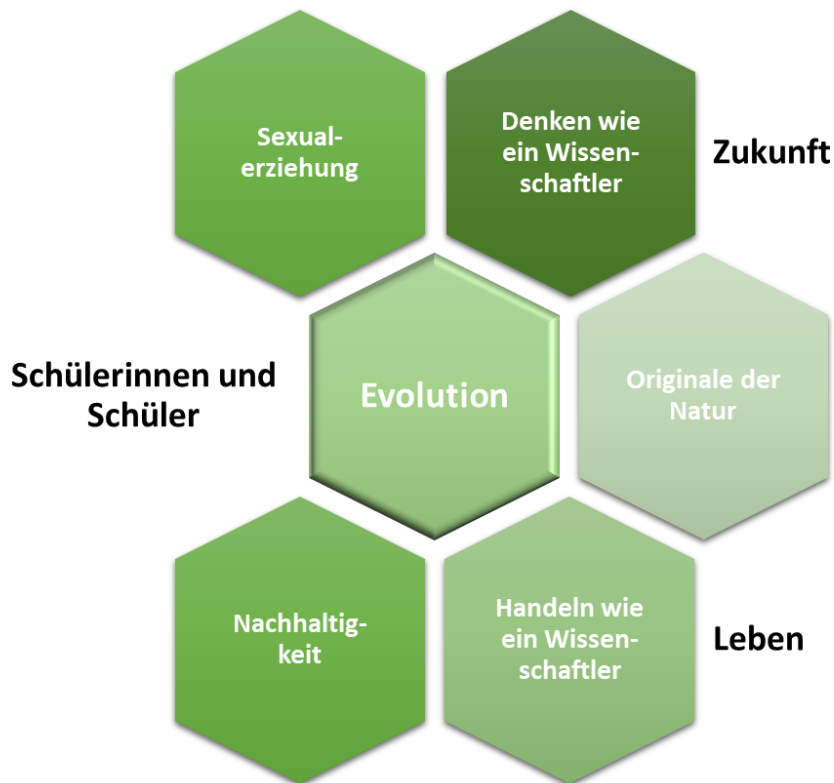 Sexual-
erziehung
Denken wie
ein Wissen-
schaftler
Zukunft
Schülerinnen und
Schüler
Evolution
Originale der
Natur
Nachhaltig-
keit
Handeln wie
ein Wissen-
schaftler
Leben